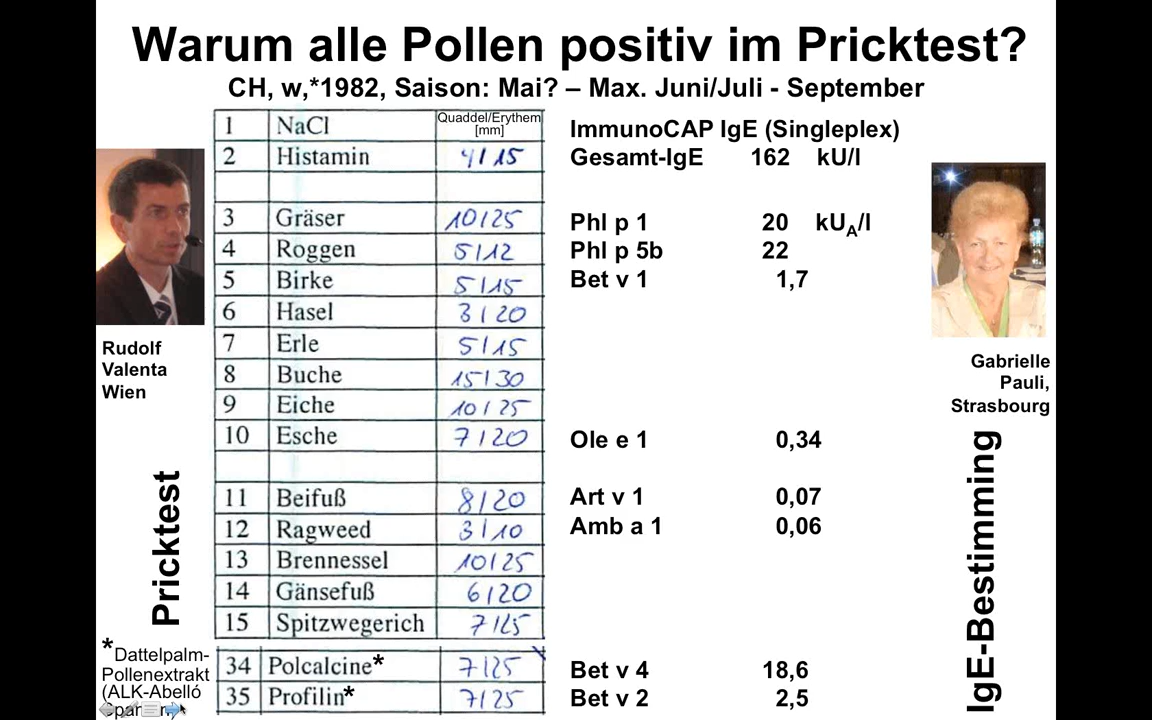 Warum alle Pollen positiv im Pricktest?
CH, w,*1982, Saison: Mai? – Max. Juni/Juli - September
1 NaCl Quaddel/Erythem [mm]
2 Histamin 4/15
3 Gräser 10/25
4 Roggen 5/12
5 Birke 5/15
6 Hasel 3/20
7 Erle 5/15
8 Buche 15/30
9 Eiche 10/25
10 Esche 7/20
11 Beifuß 8/20
12 Ragweed 3/10
13 Brennessel 10/25
14 Gänsefuß 6/20
15 Spitzwegerich 7/25
34 Polcalcine* 7/25
35 Profilin* 7/25
ImmunoCAP IgE (Singleplex)
Gesamt-IgE 162 kU/l
Phl p 1 20 kUA/l
Phl p 5b 22
Bet v 1 1,7
Ole e 1 0,34
Art v 1 0,07
Amb a 1 0,06
Bet v 4 18,6
Bet v 2 2,5
Rudolf
Valenta
Wien
Pricktest
*Dattelpalm-
Pollenextrakt
(ALK-Abelló
Gabrielle
Pauli,
Strasbourg
IgE-Bestimming